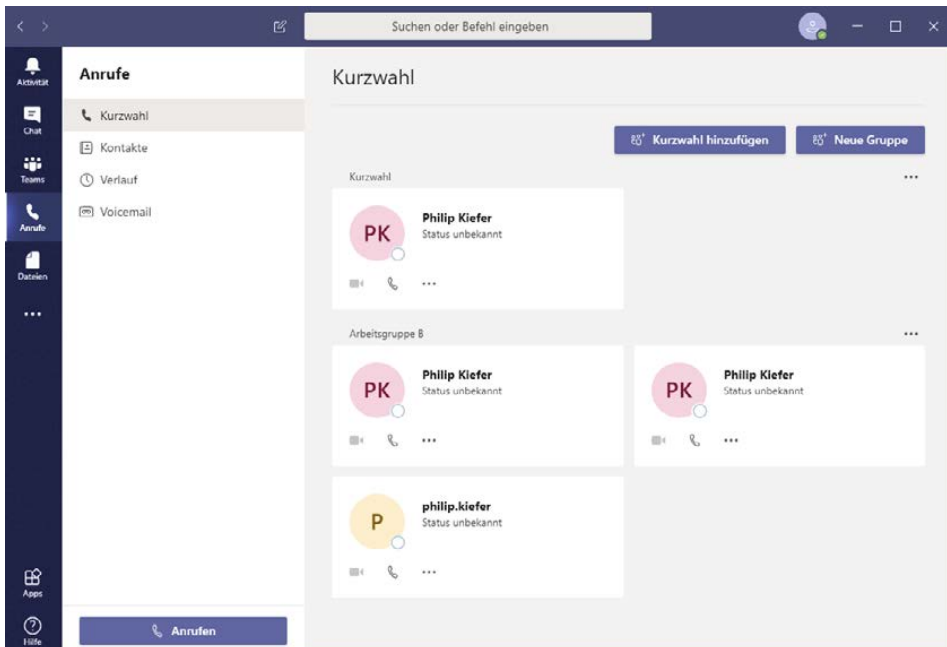 Suchen oder Befehl eingeben
Aktivität
Chat
Teams
Anrufe
Dateien
Apps
Hilfe
Anrufe
Kurzwahl
Kontakte
Verlauf
Voicemail
Anrufen
Kurzwahl
Kurzwahl hinzufügen
Neue Gruppe
Kurzwahl
PK
Philip Kiefer
Status unbekannt
Arbeitsgruppe B
PK
Philip Kiefer
Status unbekannt
PK
Philip Kiefer
Status unbekannt
P
philip.kiefer
Status unbekannt